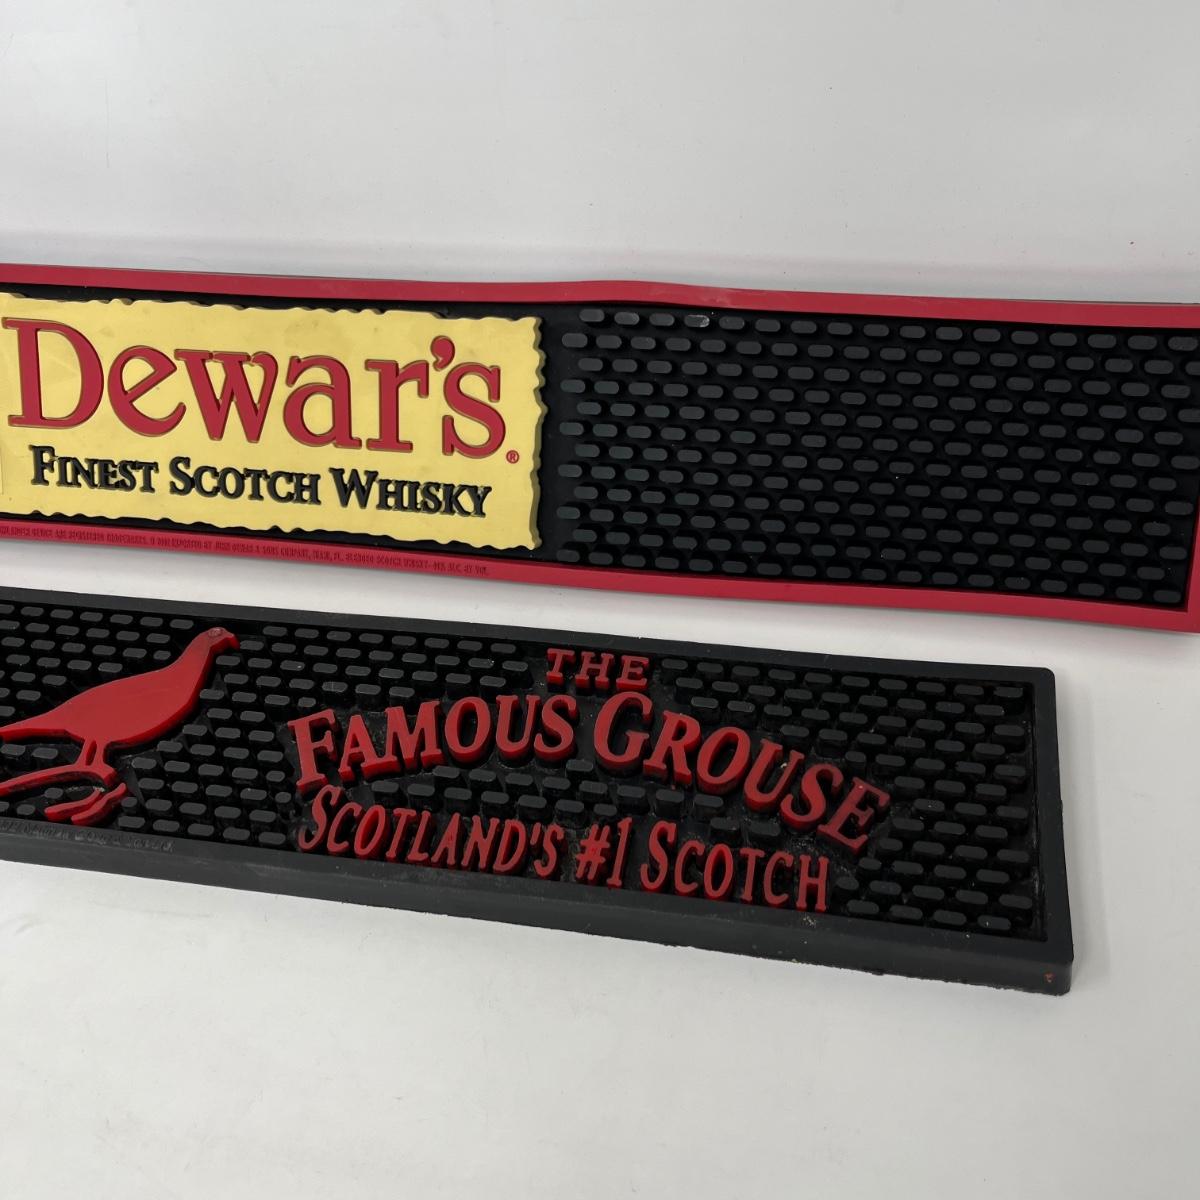 Dewar's®
FINEST SCOTCH WHISKY
THE
FAMOUS GROUSE
SCOTLAND'S #1 SCOTCH